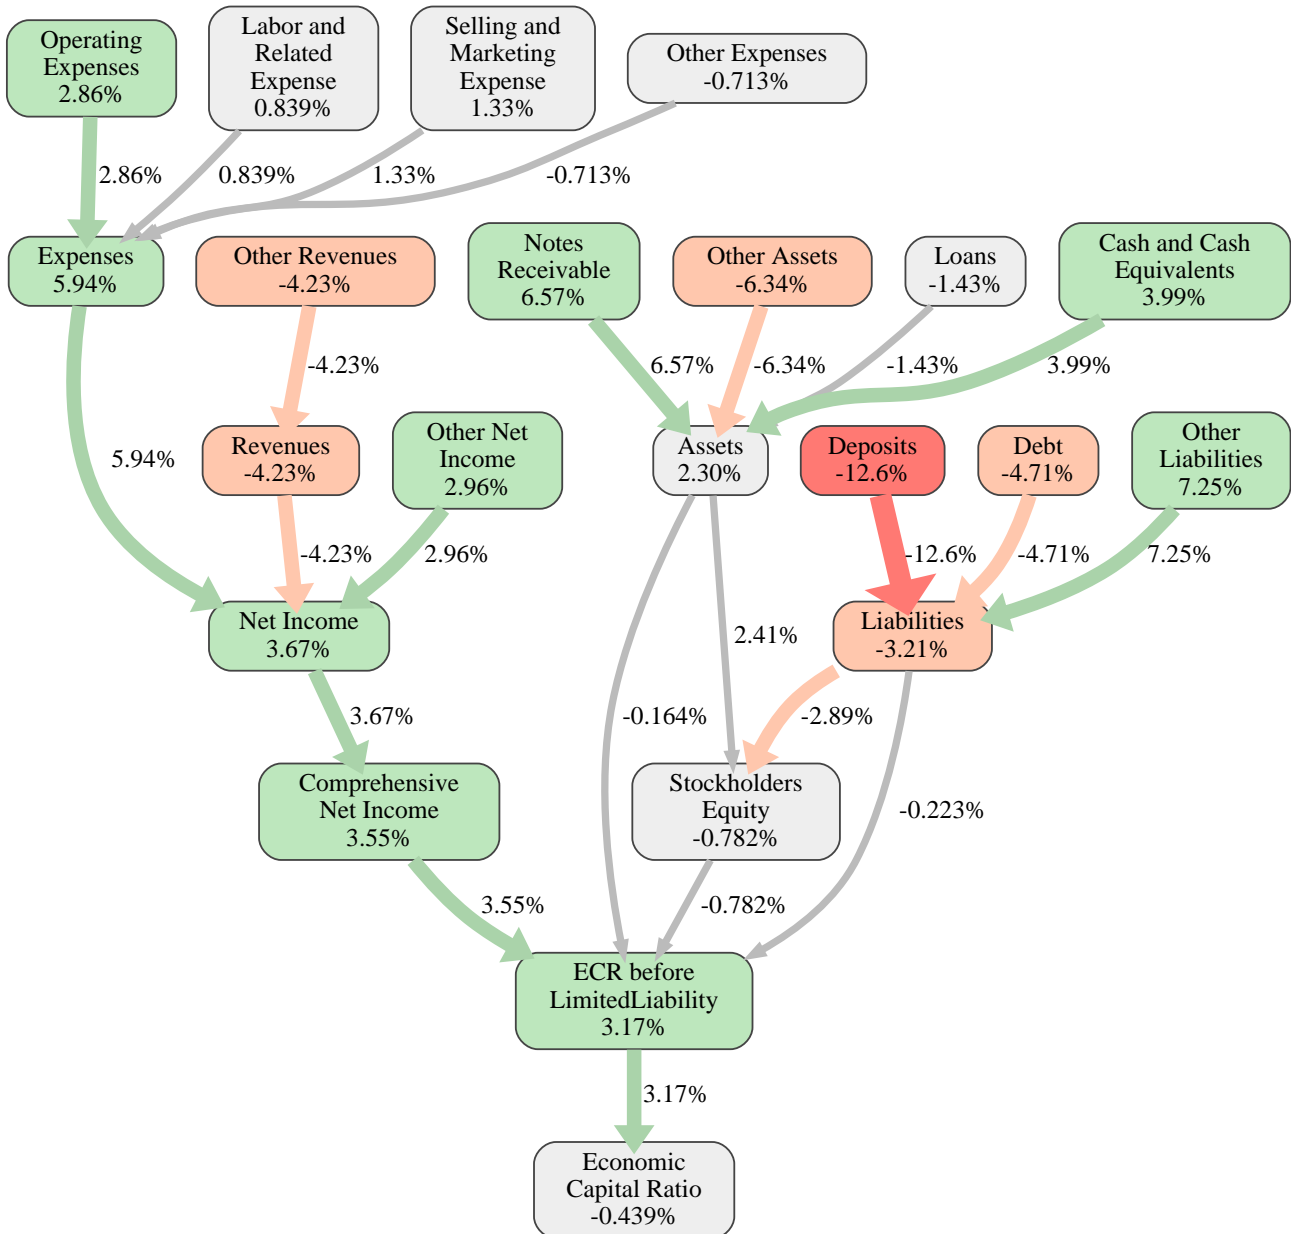 Operating
Expenses
2.86%
Labor and
Related
Expense
0.839%
Selling and
Marketing
Expense
1.33%
Other Expenses
-0.713%
2.86%
0.839%
1.33%
-0.713%
Expenses
5.94%
Other Revenues
-4.23%
Notes
Receivable
6.57%
Other Assets
-6.34%
Loans
-1.43%
Cash and Cash
Equivalents
3.99%
-4.23%
6.57%
-6.34%
-1.43%
3.99%
5.94%
Revenues
-4.23%
Other Net
Income
2.96%
Assets
2.30%
Deposits
-12.6%
Debt
-4.71%
Other
Liabilities
7.25%
-4.23%
2.96%
-12.6%
-4.71%
7.25%
Net Income
3.67%
2.41%
Liabilities
-3.21%
3.67%
-0.164%
-2.89%
Comprehensive
Net Income
3.55%
Stockholders
Equity
-0.782%
-0.223%
3.55%
-0.782%
ECR before
LimitedLiability
3.17%
3.17%
Economic
Capital Ratio
-0.439%